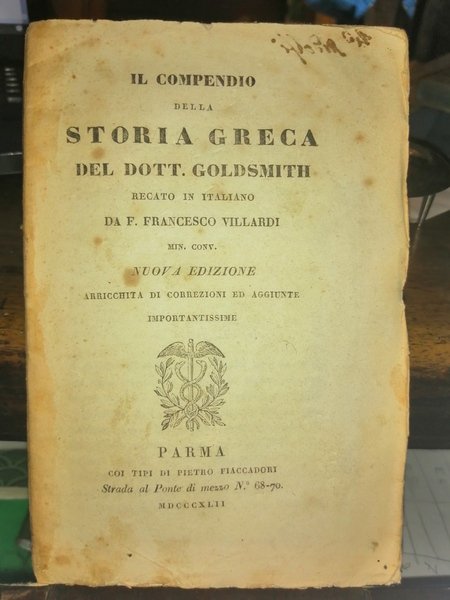 IL COMPENDIO
DELLA
STORIA GRECA
DEL DOTT. GOLDSMITH
RECATO IN ITALIANO
DA F. FRANCESCO VILLARDI
MIN. CONV.
NUOVA EDIZIONE
ARRICCHITA DI CORREZIONI ED AGGIUNTE
IMPORTANTISSIME
PARMA
COI TIPI DI PIETRO FIACCADORI
Strada al Ponte di mezzo N.° 68-70.
MDCCCXLII